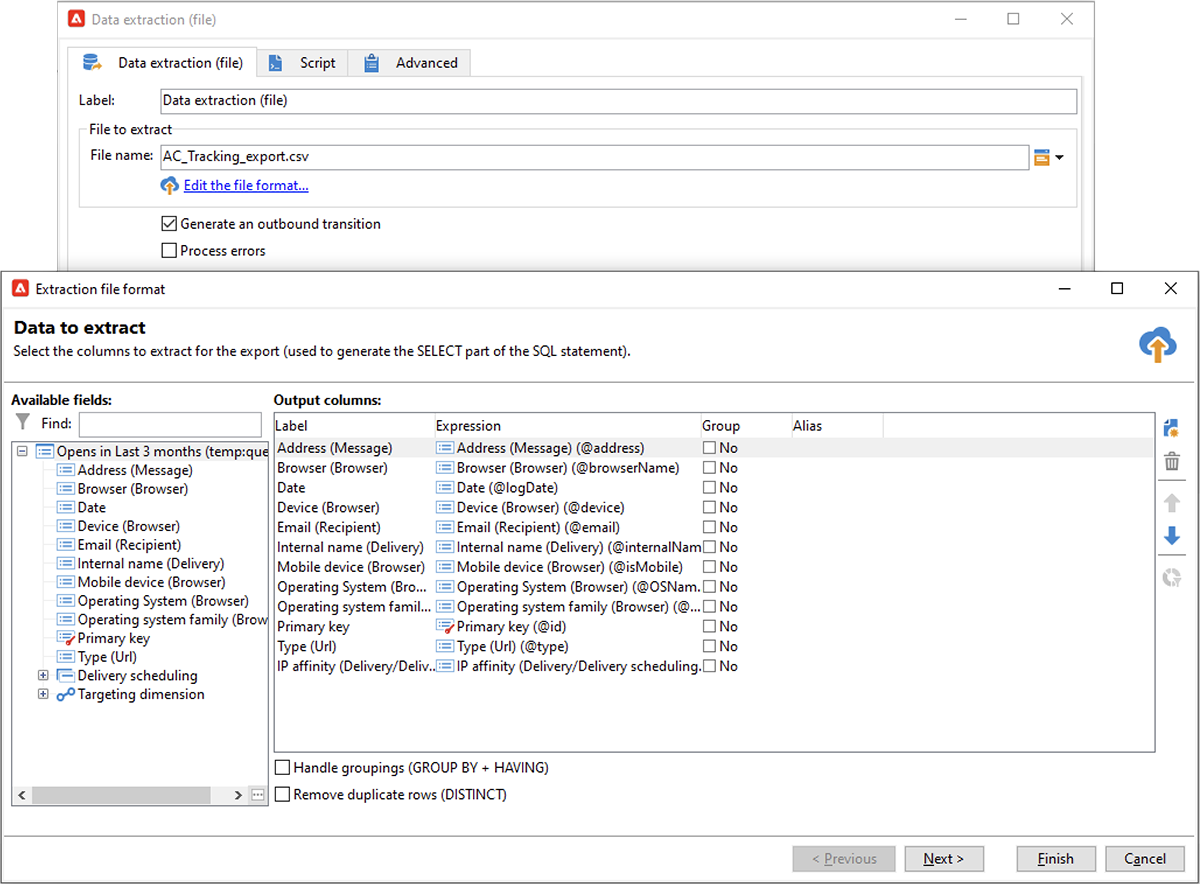 Data extraction (file)
Data extraction (file) Script Advanced
Label: Data extraction (file)
File to extract
File name: AC_Tracking_export.csv
Edit the file format...
Generate an outbound transition
Process errors
Extraction file format
Data to extract
Select the columns to extract for the export (used to generate the SELECT part of the SQL statement).
Available fields:
Find:
Opens in Last 3 months (temp:que
Address (Message)
Browser (Browser)
Date
Device (Browser)
Email (Recipient)
Internal name (Delivery)
Mobile device (Browser)
Operating System (Browser)
Operating system family (Brow
Primary key
Type (Url)
Delivery scheduling
Targeting dimension
Output columns:
Label Expression Group Alias
Address (Message) Address (Message) (@address) No
Browser (Browser) Browser (Browser) (@browserName) No
Date Date (@logDate) No
Device (Browser) Device (Browser) (@device) No
Email (Recipient) Email (Recipient) (@email) No
Internal name (Delivery) Internal name (Delivery) (@internalNam No
Mobile device (Browser) Mobile device (Browser) (@isMobile) No
Operating System (Bro... Operating System (Browser) (@OSNam. No
Operating system famil... Operating system family (Browser) (@... No
Primary key Primary key (@id) No
Type (Url) Type (Url) (@type) No
IP affinity (Delivery/Deliv.. IP affinity (Delivery/Delivery scheduling. No
Handle groupings (GROUP BY + HAVING)
Remove duplicate rows (DISTINCT)
< Previous Next > Finish Cancel